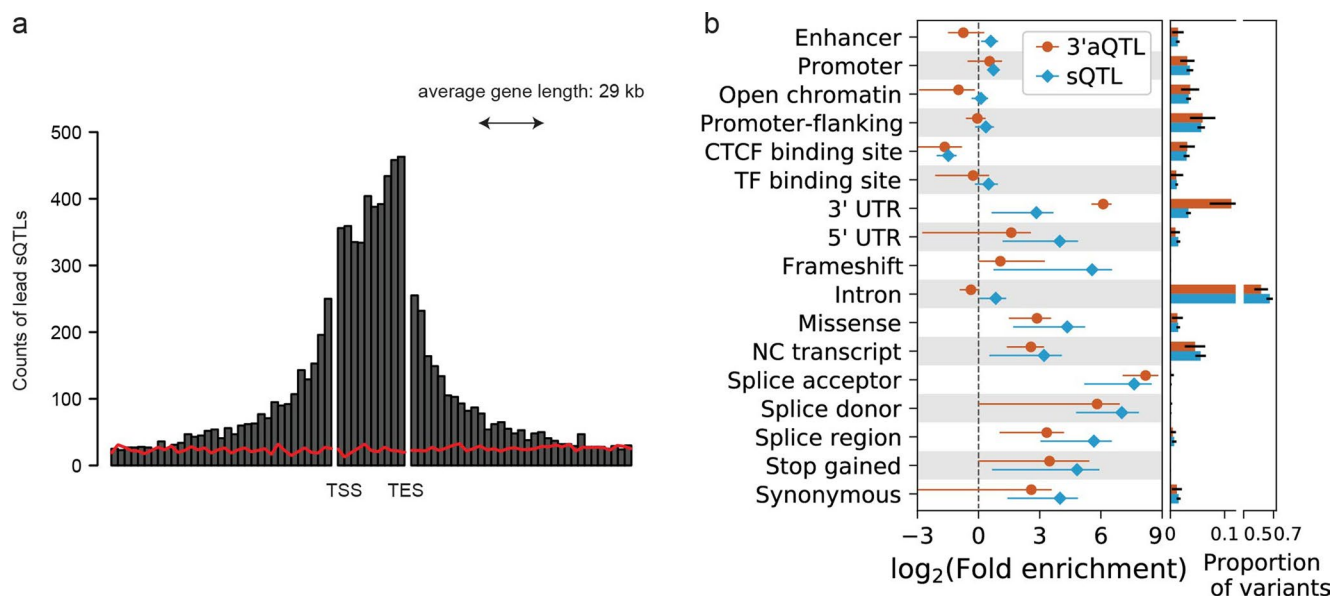 a
average gene length: 29 kb
Counts of lead sQTLs
500
400
300
200
100
0
TSS TES
b
Enhancer
Promoter
Open chromatin
Promoter-flanking
CTCF binding site
TF binding site
3' UTR
5' UTR
Frameshift
Intron
Missense
NC transcript
Splice acceptor
Splice donor
Splice region
Stop gained
Synonymous
3'aQTL
sQTL
−3 0 3 6 9
log2(Fold enrichment)
0 0.1 0.5 0.7
Proportion
of variants